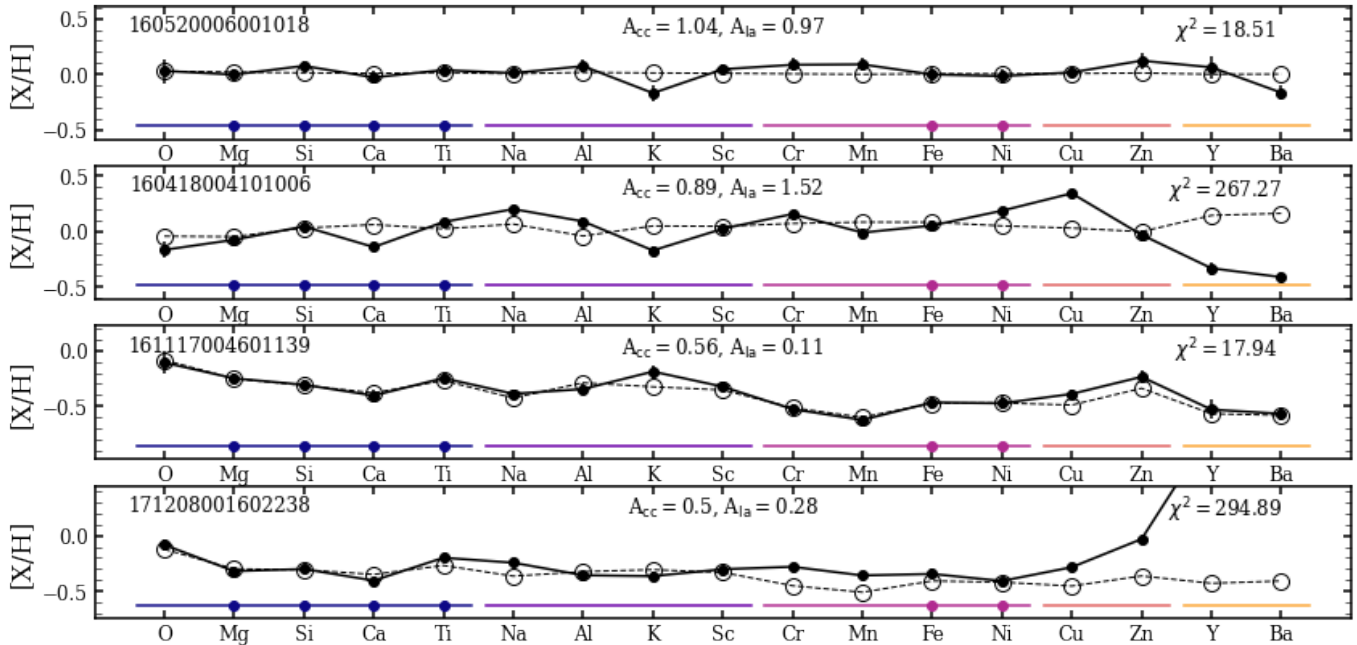 0.5
0.0
−0.5
[X/H]
160520006001018
A_cc = 1.04, A_la = 0.97
χ² = 18.51
O Mg Si Ca Ti Na Al K Sc Cr Mn Fe Ni Cu Zn Y Ba
0.5
0.0
−0.5
[X/H]
160418004101006
A_cc = 0.89, A_la = 1.52
χ² = 267.27
O Mg Si Ca Ti Na Al K Sc Cr Mn Fe Ni Cu Zn Y Ba
0.0
−0.5
[X/H]
161117004601139
A_cc = 0.56, A_la = 0.11
χ² = 17.94
O Mg Si Ca Ti Na Al K Sc Cr Mn Fe Ni Cu Zn Y Ba
0.0
−0.5
[X/H]
171208001602238
A_cc = 0.5, A_la = 0.28
χ² = 294.89
O Mg Si Ca Ti Na Al K Sc Cr Mn Fe Ni Cu Zn Y Ba